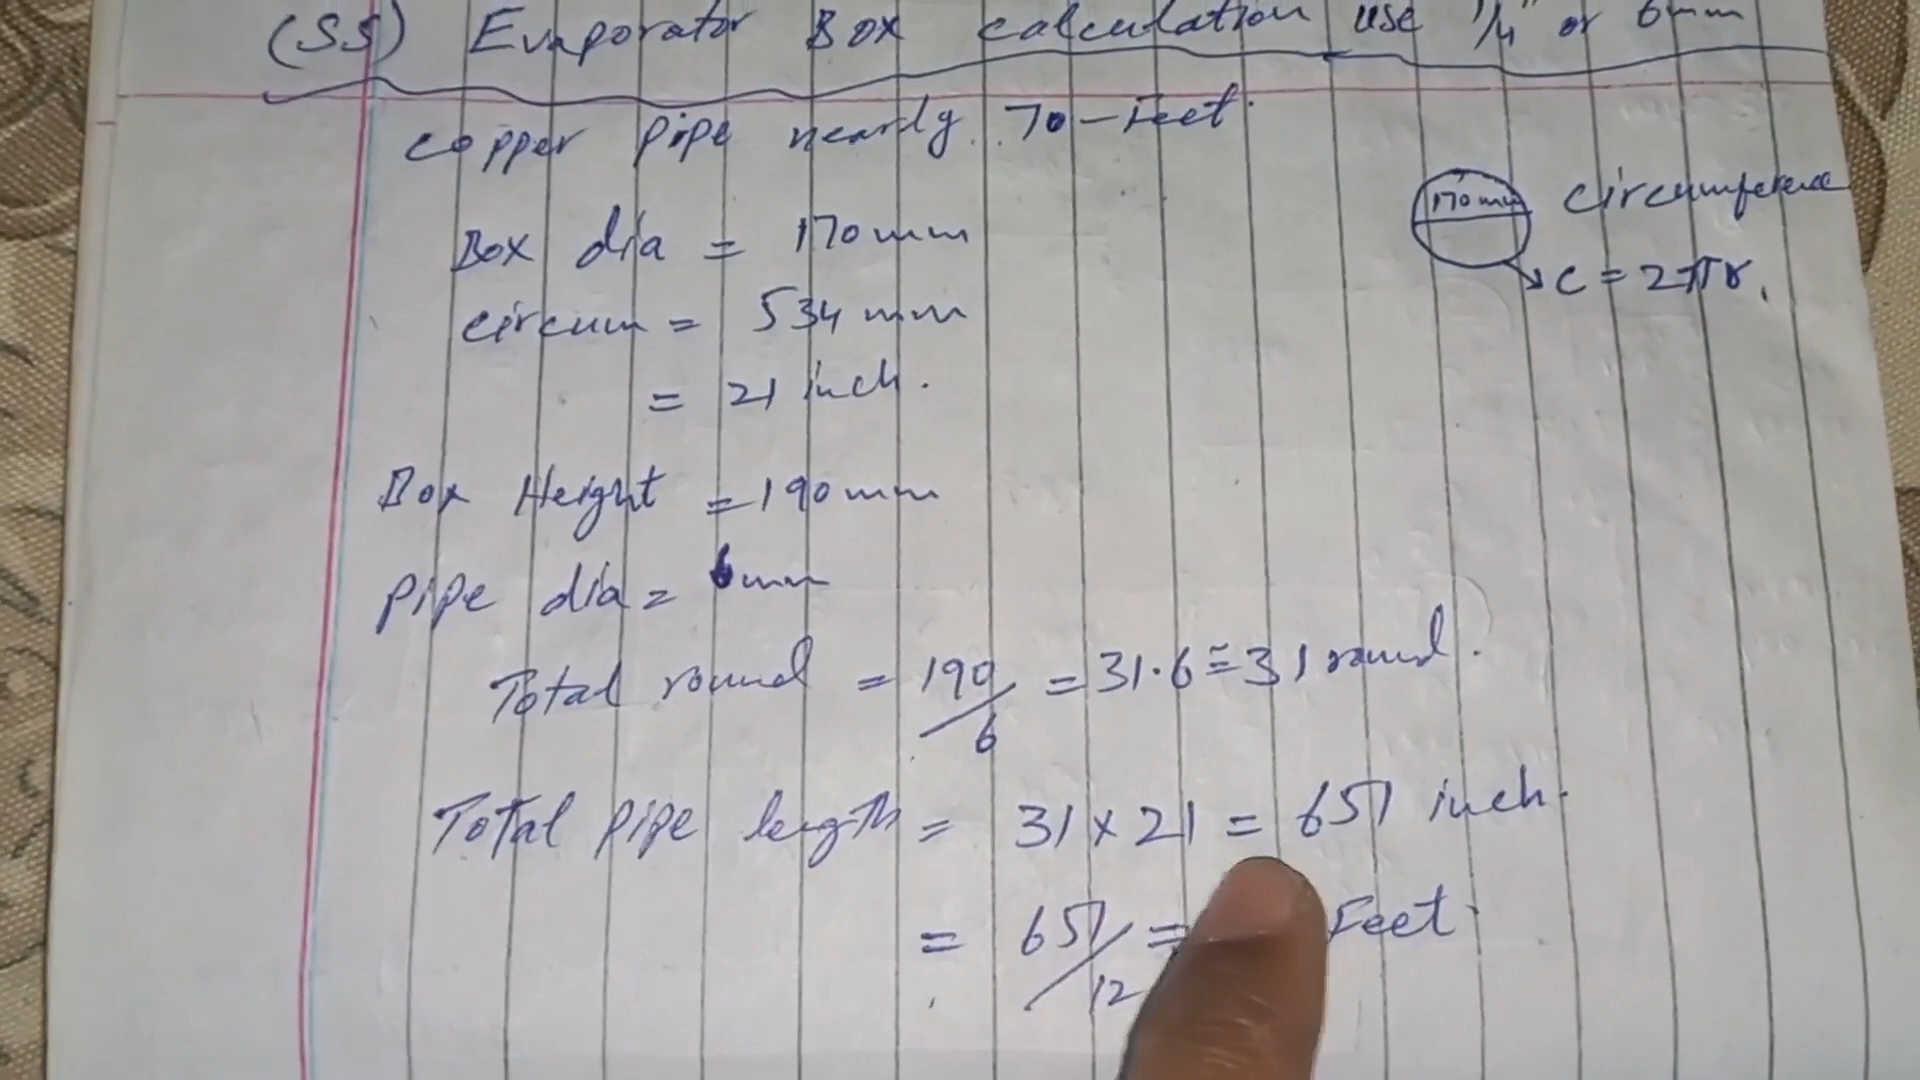 (SS) Evaporator Box calculation use 1/4" or 6mm
copper pipe nearly 70-Feet.
170mm circumference
C = 2πr.
Box dia = 170mm
circum = 534mm
= 21 inch.
Box Height = 190mm
pipe dia = 6mm
Total round = 190/6 = 31.6 ≅ 31 round.
Total pipe length = 31 x 21 = 651 inch.
= 651/12 = Feet.